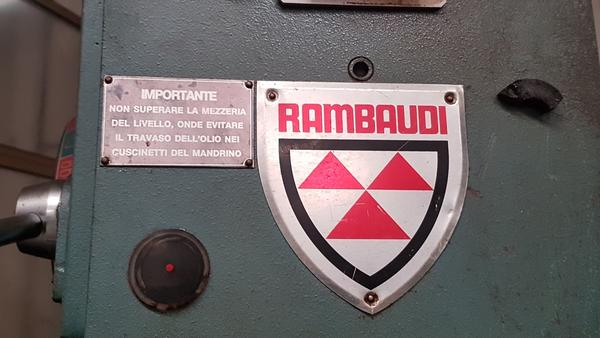 IMPORTANTE
NON SUPERARE LA MEZZERIA
DEL LIVELLO, ONDE EVITARE
IL TRAVASO DELL'OLIO NEI
CUSCINETTI DEL MANDRINO
RAMBAUDI